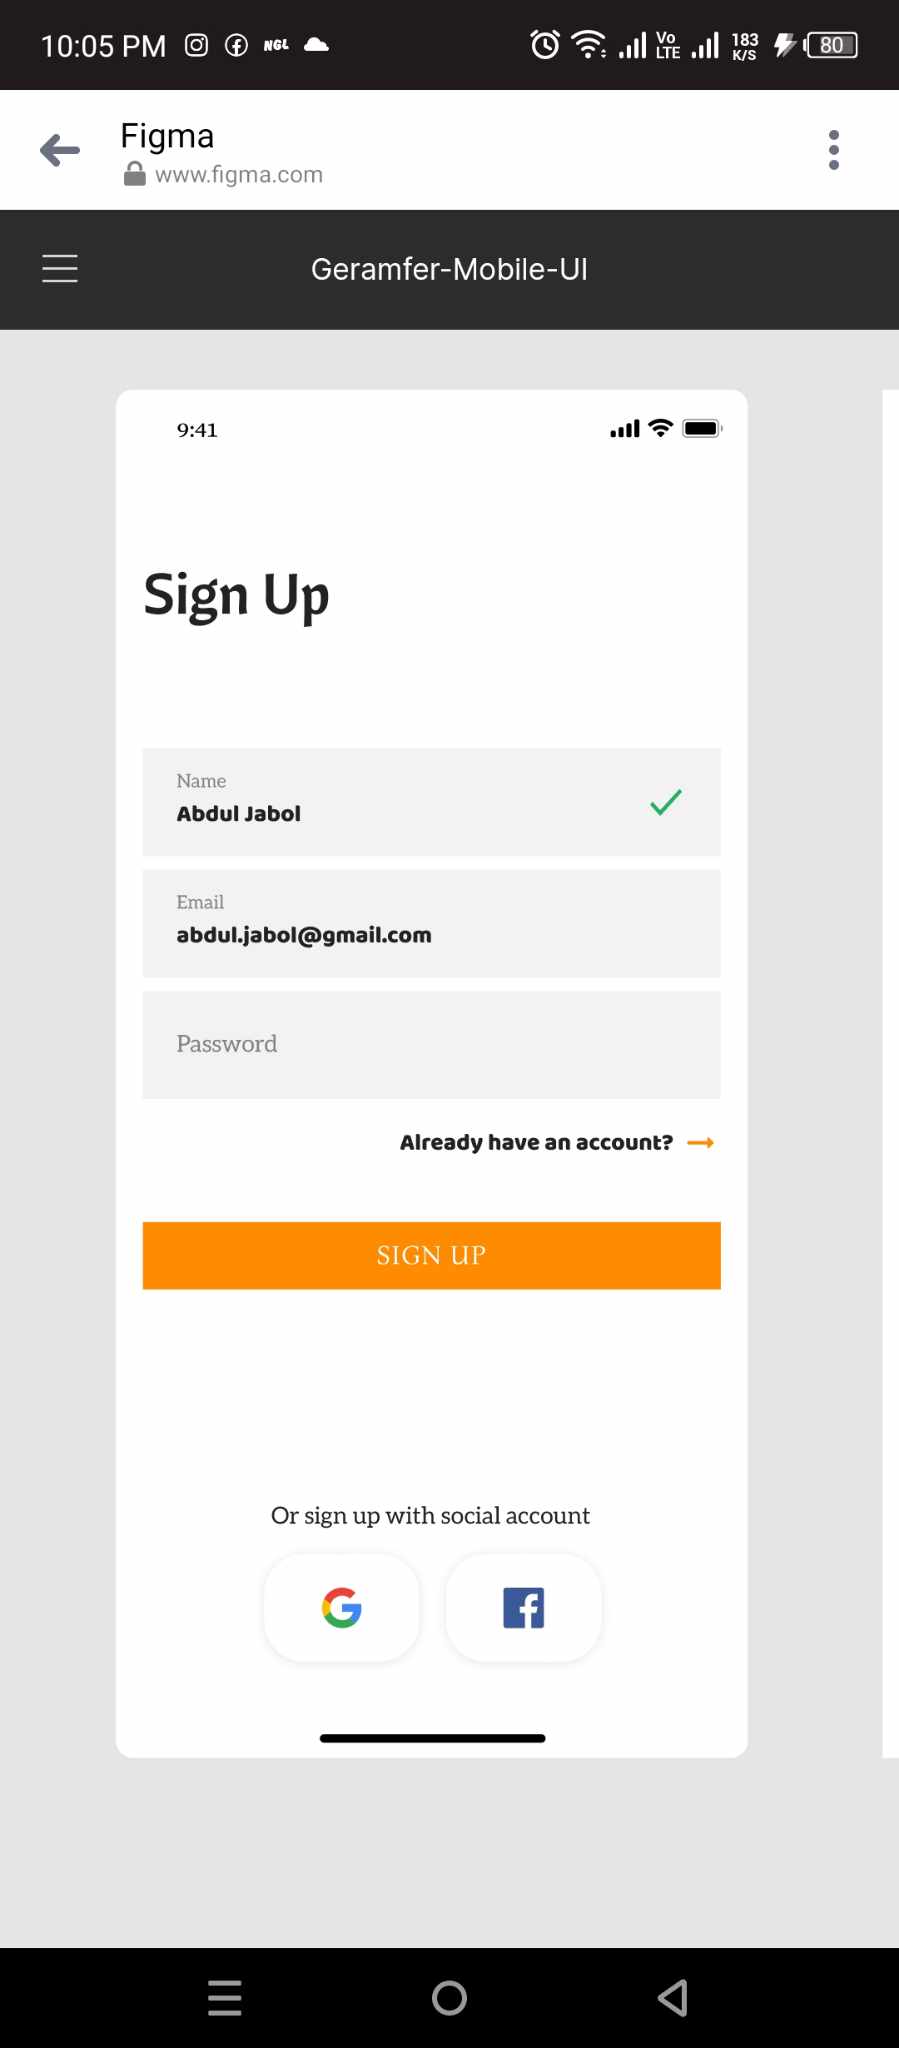 10:05 PM NGL Vo LTE 183 K/S 80
Figma
www.figma.com
Geramfer-Mobile-UI
9:41
Sign Up
Name
Abdul Jabol
Email
abdul.jabol@gmail.com
Password
Already have an account?
SIGN UP
Or sign up with social account